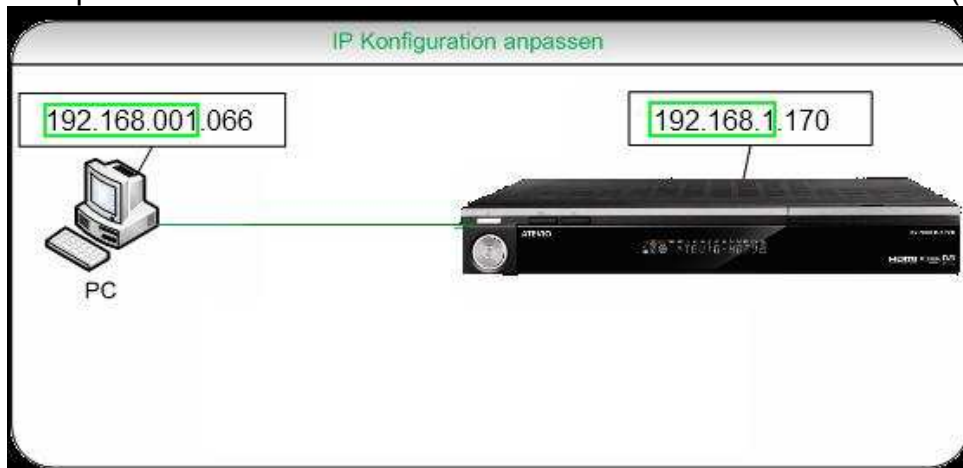 IP Konfiguration anpassen
192.168.001.066
192.168.1.170
ATEVIO
PC
HDMI